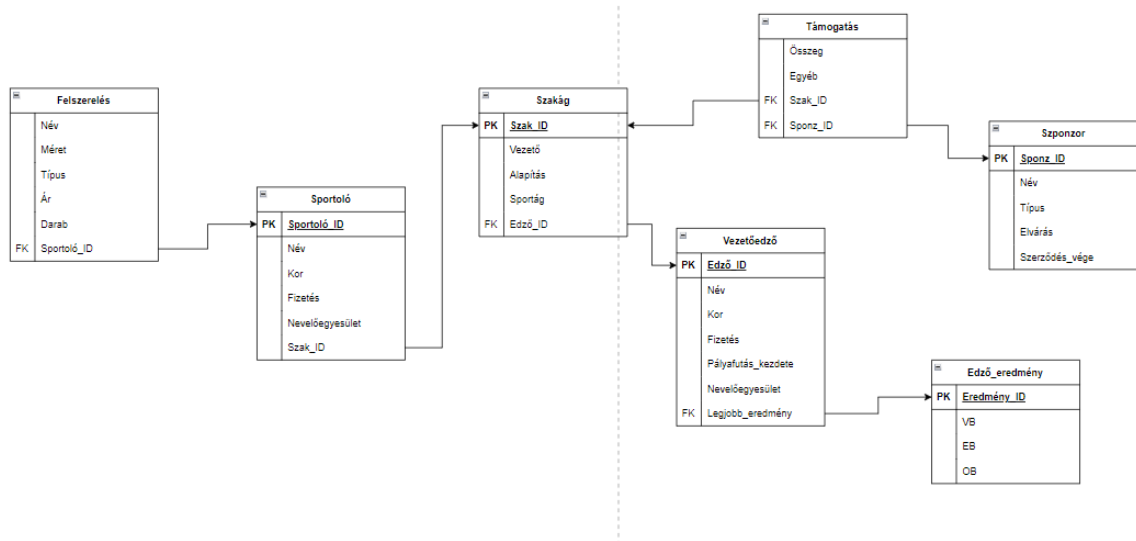 Felszerelés
Név
Méret
Típus
Ár
Darab
FK Sportoló_ID
Sportoló
PK Sportoló_ID
Név
Kor
Fizetés
Nevelőegyesület
Szak_ID
Szakág
PK Szak_ID
Vezető
Alapítás
Sportág
FK Edző_ID
Támogatás
Összeg
Egyéb
FK Szak_ID
FK Sponz_ID
Vezetőedző
PK Edző_ID
Név
Kor
Fizetés
Pályafutás_kezdete
Nevelőegyesület
FK Legjobb_eredmény
Szponzor
PK Sponz_ID
Név
Típus
Elvárás
Szerződés_vége
Edző_eredmény
PK Eredmény_ID
VB
EB
OB